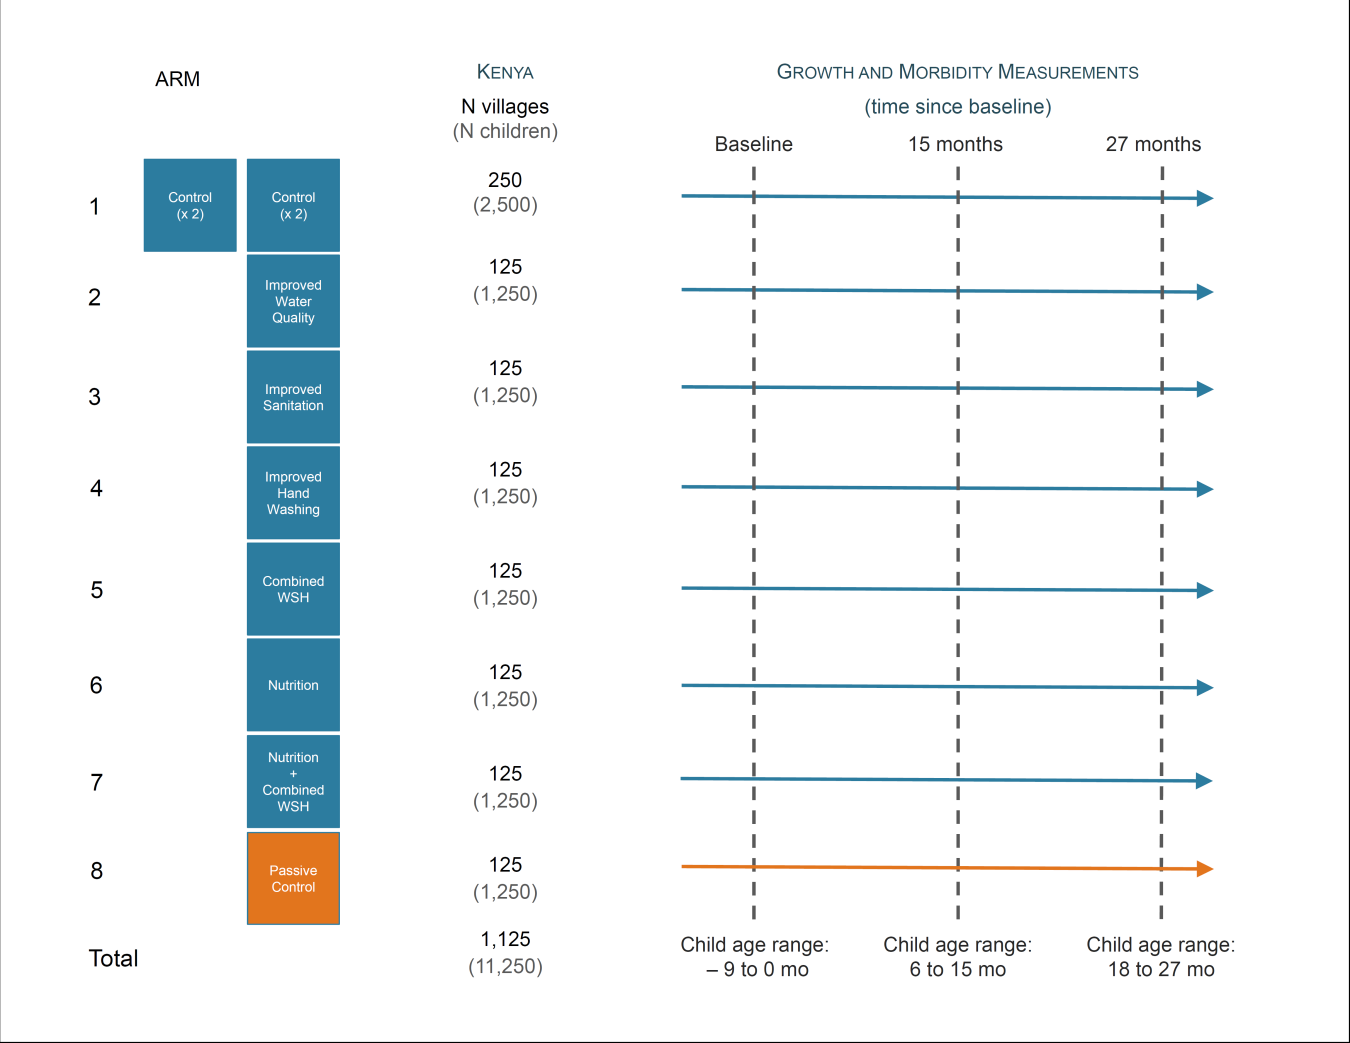 ARM
KENYA
GROWTH AND MORBIDITY MEASUREMENTS
N villages
(N children)
(time since baseline)
Baseline
15 months
27 months
1
Control
(x 2)
Control
(x 2)
250
(2,500)
2
Improved
Water
Quality
125
(1,250)
3
Improved
Sanitation
125
(1,250)
4
Improved
Hand
Washing
125
(1,250)
5
Combined
WSH
125
(1,250)
6
Nutrition
125
(1,250)
7
Nutrition
+
Combined
WSH
125
(1,250)
8
Passive
Control
125
(1,250)
Total
1,125
(11,250)
Child age range:
– 9 to 0 mo
Child age range:
6 to 15 mo
Child age range:
18 to 27 mo